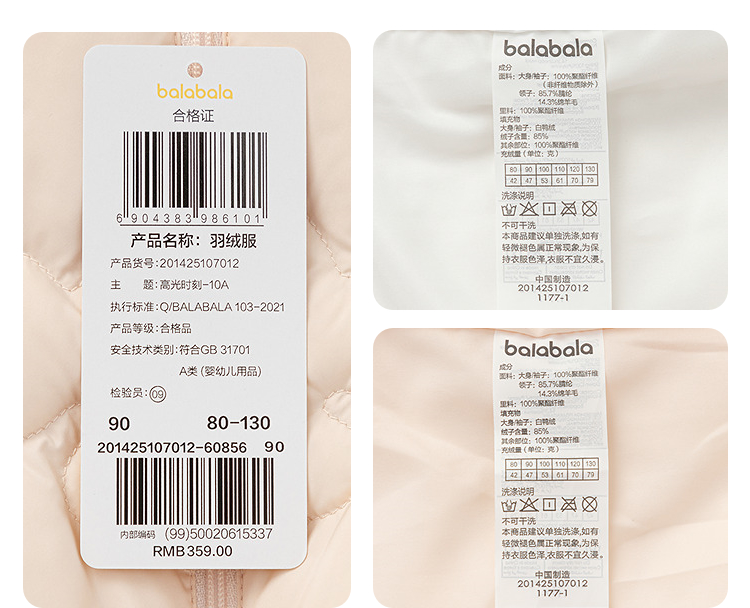 balabala
合格证
6 904383 986101
产品名称: 羽绒服
产品货号: 201425107012
主 题: 高光时刻-10A
执行标准: Q/BALABALA 103-2021
产品等级: 合格品
安全技术类别: 符合GB 31701
A类 (婴幼儿用品)
检验员: 09
90 80-130
201425107012-60856 90
内部编码 (99)50020615337
RMB359.00
balabala
成分
面料: 大身/袖子: 100%聚酯纤维
(非纤维物质除外)
领子: 85.7%腈纶
14.3%绵羊毛
里料: 100%聚酯纤维
填充物
大身/袖子: 白鸭绒
绒子含量: 85%
其余部位: 100%聚酯纤维
充绒量 (单位: 克)
80 90 100 110 120 130
42 47 53 61 70 79
洗涤说明
不可干洗
本商品建议单独洗涤,如有
轻微褪色属正常现象,为保
持衣服色泽,衣服不宜久浸。
中国制造
201425107012
1177-1
balabala
成分
面料: 大身/袖子: 100%聚酯纤维
领子: 85.7%腈纶
14.3%绵羊毛
里料: 100%聚酯纤维
填充物
大身/袖子: 白鸭绒
绒子含量: 85%
其余部位: 100%聚酯纤维
充绒量 (单位: 克)
80 90 100 110 120 130
42 47 53 61 70 79
洗涤说明
不可干洗
本商品建议单独洗涤,如有
轻微褪色属正常现象,为保
持衣服色泽,衣服不宜久浸。
中国制造
201425107012
1177-1